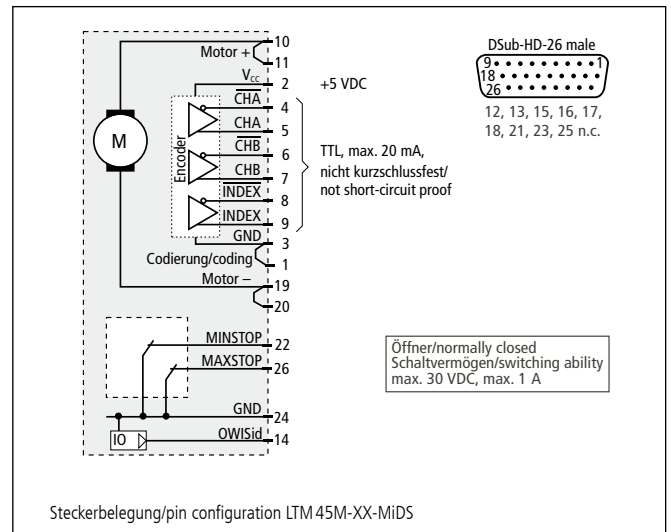 Motor +
10
11
V_CC
2
+5 VDC
C̅H̅A̅
4
CHA
5
C̅H̅B̅
6
CHB
7
I̅N̅D̅E̅X̅
8
INDEX
9
GND
3
Codierung/coding
1
Motor –
19
20
M
Encoder
TTL, max. 20 mA,
nicht kurzschlussfest/
not short-circuit proof
DSub-HD-26 male
9 1
18
26
12, 13, 15, 16, 17,
18, 21, 23, 25 n.c.
MINSTOP
22
MAXSTOP
26
GND
24
IO
OWISid
14
Öffner/normally closed
Schaltvermögen/switching ability
max. 30 VDC, max. 1 A
Steckerbelegung/pin configuration LTM 45M-XX-MiDS